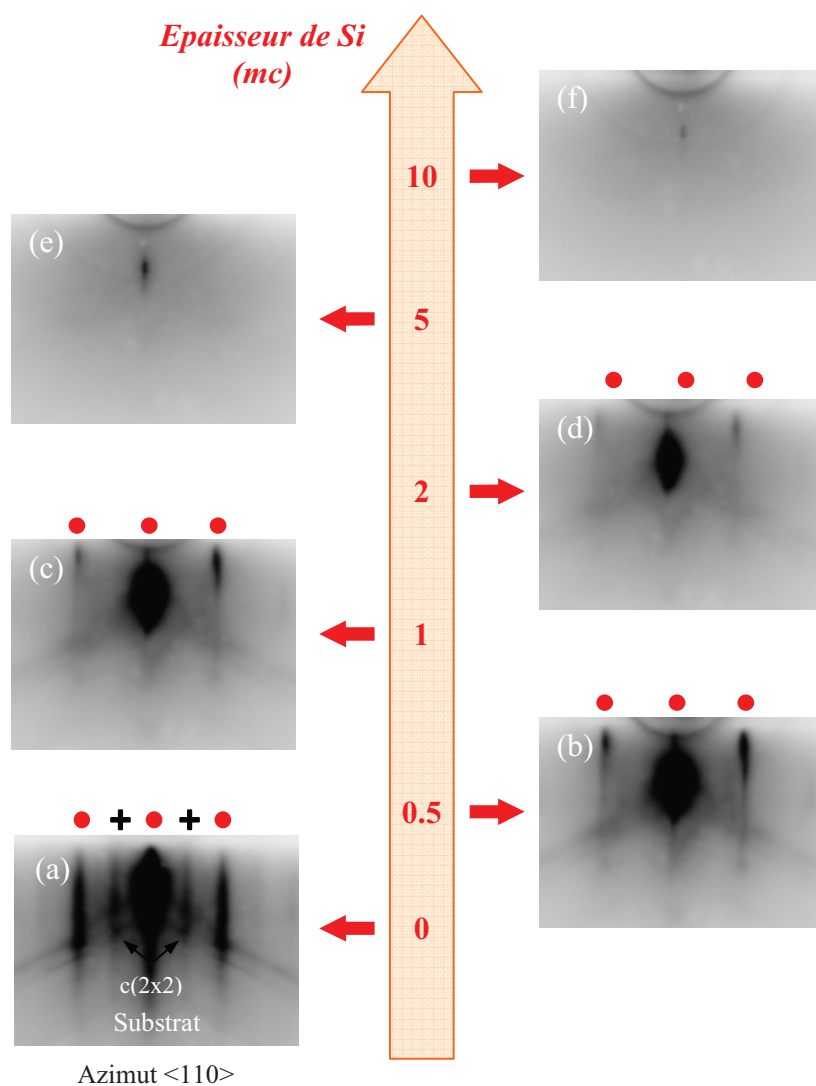 Epaisseur de Si
(mc)
(f)
10
(e)
5
(d)
2
(c)
1
(b)
0.5
(a)
0
c(2x2)
Substrat
Azimut <110>